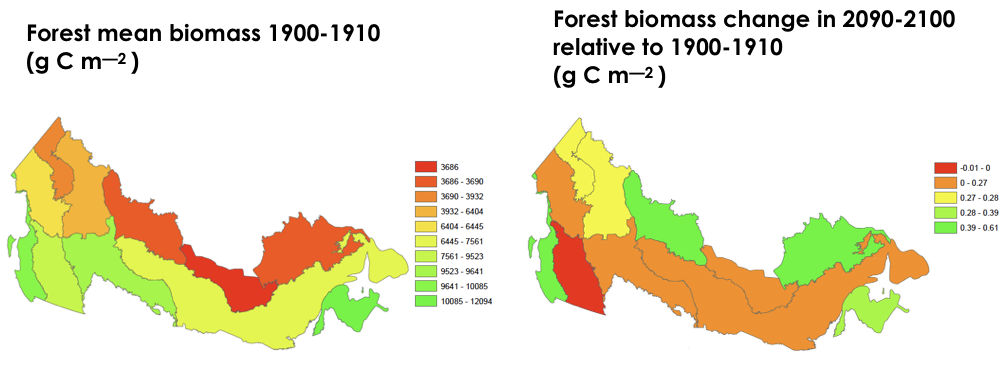 Forest mean biomass 1900-1910
(g C m—2 )
Forest biomass change in 2090-2100
relative to 1900-1910
(g C m—2 )
3686
3686 - 3690
3690 - 3932
3932 - 6404
6404 - 6445
6445 - 7561
7561 - 9523
9523 - 9641
9641 - 10085
10085 - 12094
-0.01 - 0
0 - 0.27
0.27 - 0.28
0.28 - 0.39
0.39 - 0.61